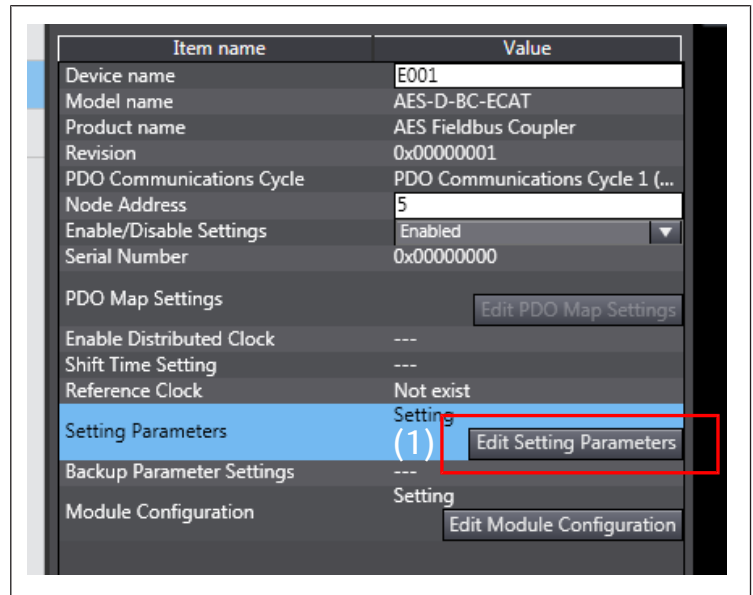 Item name Value
Device name E001
Model name AES-D-BC-ECAT
Product name AES Fieldbus Coupler
Revision 0x00000001
PDO Communications Cycle PDO Communications Cycle 1 (...
Node Address 5
Enable/Disable Settings Enabled
Serial Number 0x00000000
PDO Map Settings Edit PDO Map Settings
Enable Distributed Clock ---
Shift Time Setting ---
Reference Clock Not exist
Setting
Setting Parameters (1) Edit Setting Parameters
Backup Parameter Settings ---
Setting
Module Configuration Edit Module Configuration